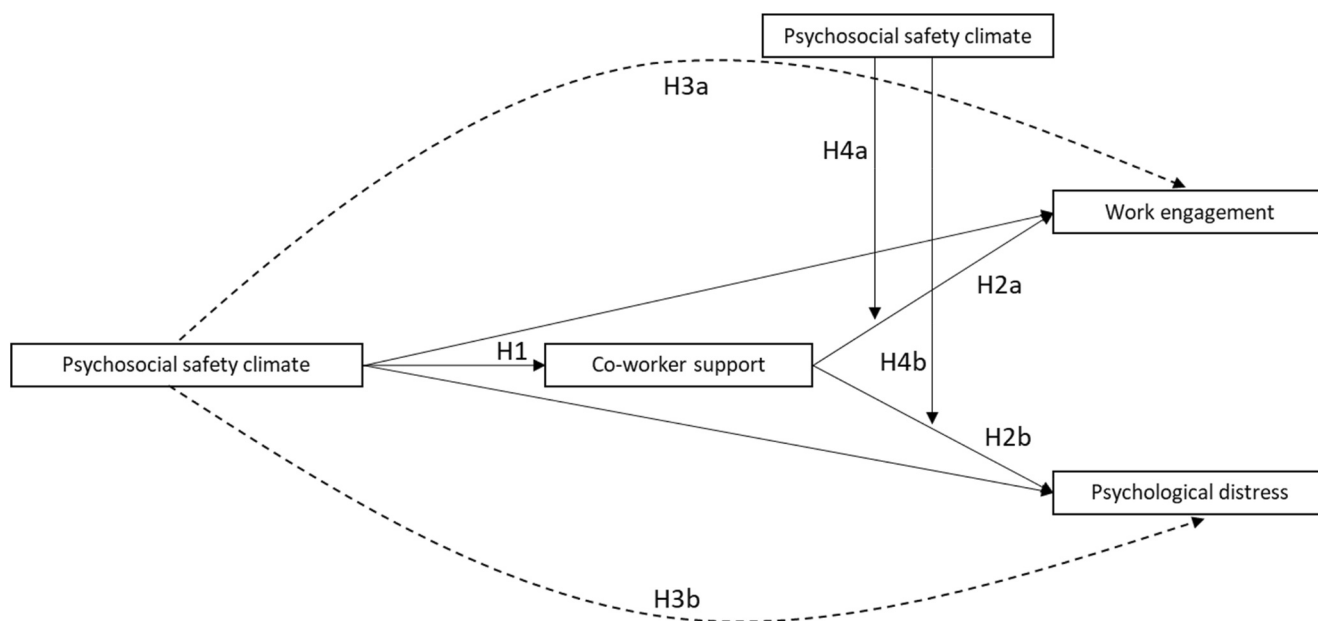 Psychosocial safety climate
H3a
H4a
Work engagement
H2a
H1
Psychosocial safety climate
Co-worker support
H4b
H2b
Psychological distress
H3b